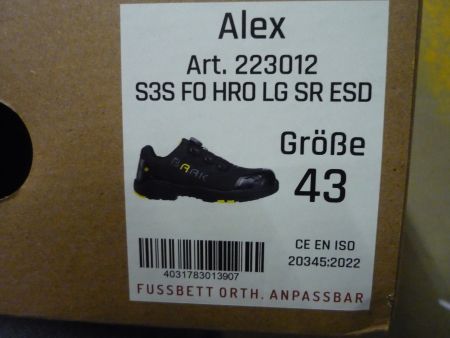 Alex
Art. 223012
S3S FO HRO LG SR ESD
BAAK
Größe
43
4031783013907
CE EN ISO
20345:2022
FUSSBETT ORTH. ANPASSBAR